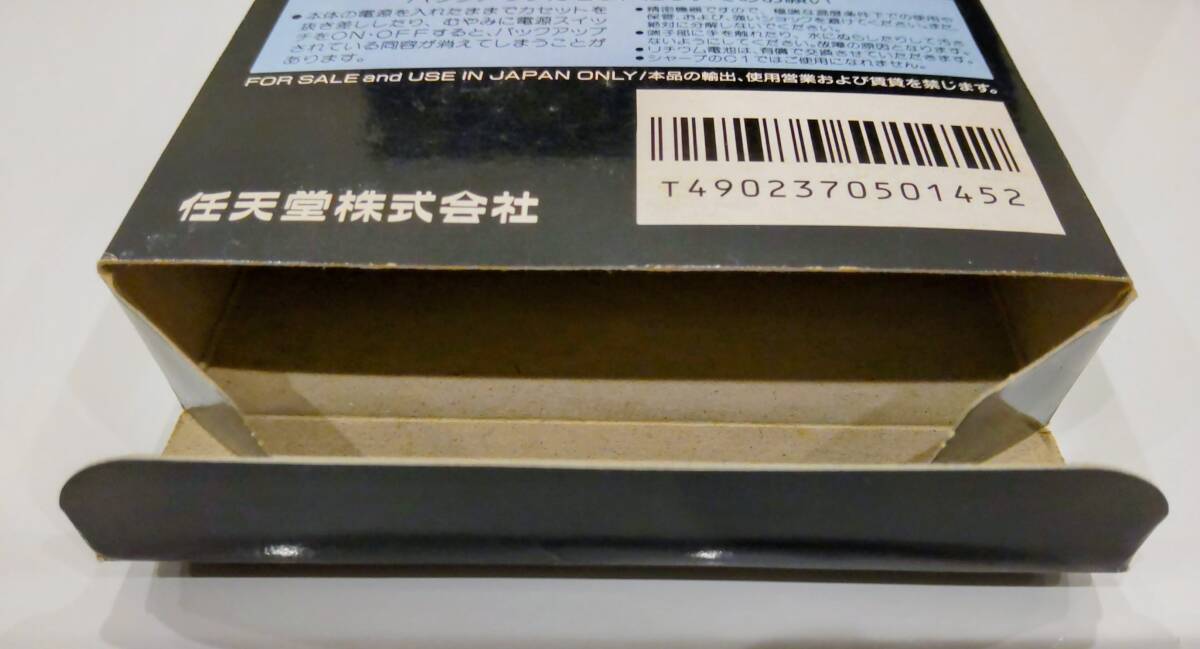 ●本体の電源を入れたままでカセットを
抜き差ししたり、むやみに電源スイッ
チをON・OFFすると、バックアップ
されている内容が消えてしまうことが
あります。
●精密機器ですので、極端な温度条件下での使用や
保管、および、強いショックを避けてください。また、
絶対に分解しないでください。
●端子部に手を触れたり、水にぬらしたりして汚さ
ないようにしてください。故障の原因となります。
●リチウム電池は、有償で交換させていただきます。
●シャープのC1ではご使用になれません。
FOR SALE and USE IN JAPAN ONLY/本品の輸出、使用営業および賃貸を禁じます。
T4902370501452
任天堂株式会社